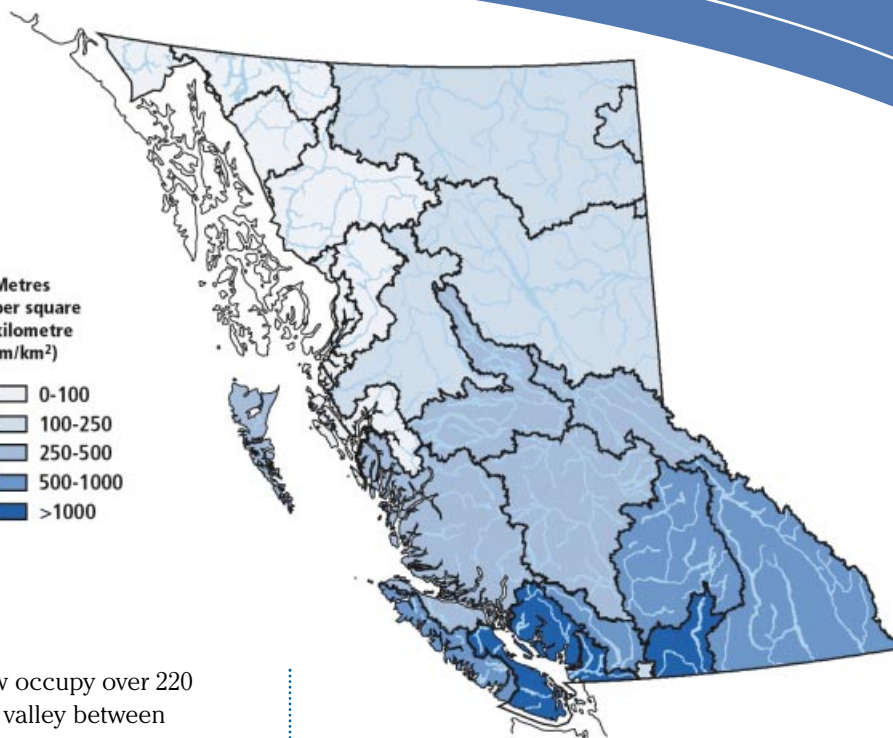 Metres
per square
kilometre
(m/km²)
0-100
100-250
250-500
500-1000
>1000
occupy over 220
valley between